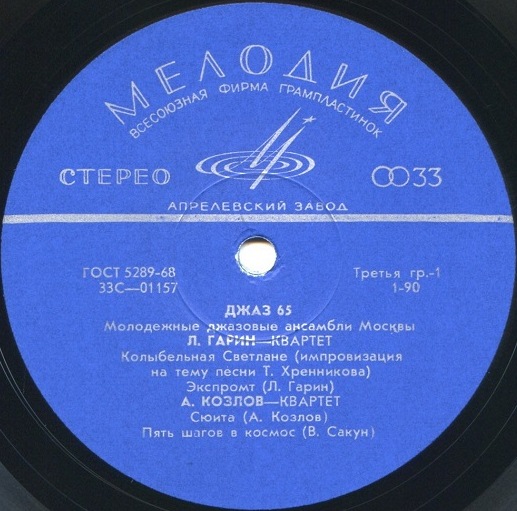 МЕЛОДИЯ
ВСЕСОЮЗНАЯ ФИРМА ГРАМПЛАСТИНОК
СТЕРЕО
33
АПРЕЛЕВСКИЙ ЗАВОД
ГОСТ 5289-68
Третья гр.-1
33С—01157
1-90
ДЖАЗ 65
Молодежные джазовые ансамбли Москвы
Л. ГАРИН—КВАРТЕТ
Колыбельная Светлане (импровизация
на тему песни Т. Хренникова)
Экспромт (Л. Гарин)
А. КОЗЛОВ—КВАРТЕТ
Сюита (А. Козлов)
Пять шагов в космос (В. Сакун)